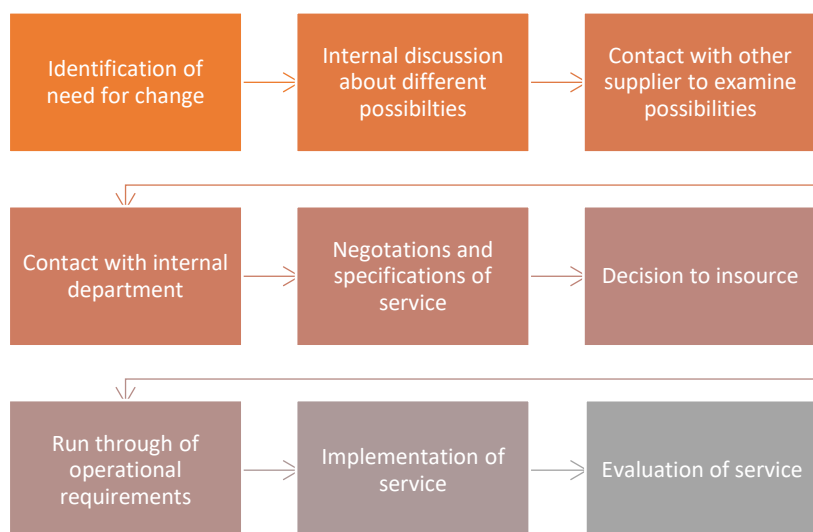 Identification of
need for change
Internal discussion
about different
possibilties
Contact with other
supplier to examine
possibilities
Contact with internal
department
Negotations and
specifications of
service
Decision to insource
Run through of
operational
requirements
Implementation of
service
Evaluation of service